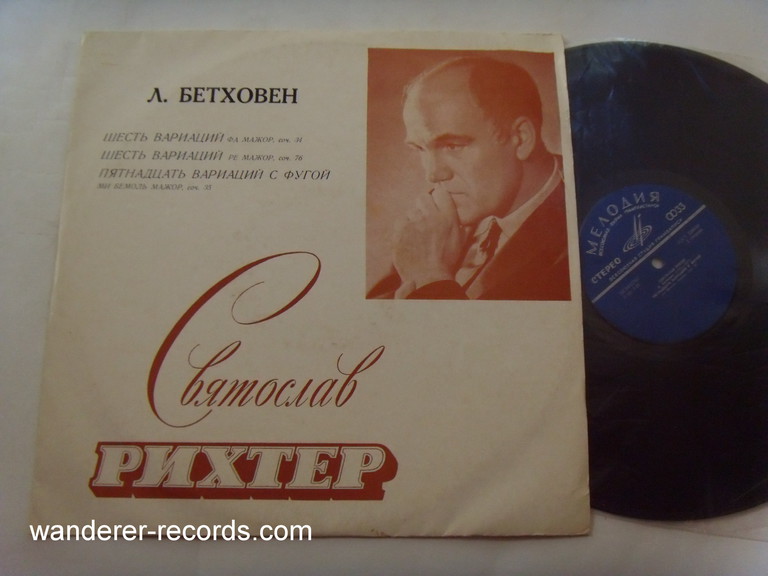 Л. БЕТХОВЕН
ШЕСТЬ ВАРИАЦИЙ ФА МАЖОР, соч. 34
ШЕСТЬ ВАРИАЦИЙ РЕ МАЖОР, соч. 76
ПЯТНАДЦАТЬ ВАРИАЦИЙ С ФУГОЙ
МИ БЕМОЛЬ МАЖОР, соч. 35
Святослав
РИХТЕР
МЕЛОДИЯ
СТЕРЕО
33
wanderer-records.com